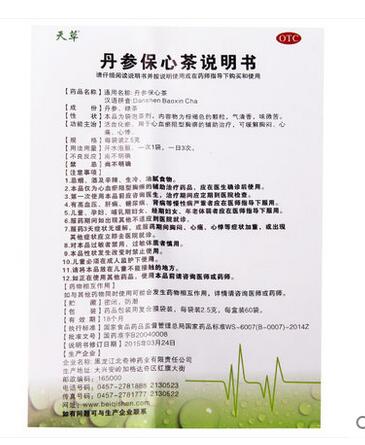 天草
OTC
丹参保心茶说明书
请仔细阅读说明书并按说明使用或在药师指导下购买和使用
【药品名称】通用名称:丹参保心茶
汉语拼音:Danshen Baoxin Cha
【成 份】丹参、绿茶
【性 状】本品为袋泡茶剂,内容物为棕褐色的颗粒,气清香,味微苦。
【功能主治】活血化瘀。用于心血瘀阻型胸痹的辅助治疗,可缓解胸闷、心
痛、心悸。
【规 格】每袋装2.5克
【用法用量】开水泡服,一次1袋,一日3次。
【不良反应】尚不明确
【禁 忌】尚不明确
【注意事项】
1.忌烟、酒及辛辣、生冷、油腻食物。
2.本品仅为心血瘀阻型胸痹的辅助治疗药品,应在医生确诊后使用。
3.第一次使用本品前应咨询医生,治疗期间应定期到医院检查。
4.有高血压、肝病、糖尿病、肾病等慢性病严重者应在医师指导下服用。
5.儿童、孕妇、哺乳期妇女、经期妇女、年老体弱者应在医师指导下服用。
6.服药期间如出现其他不适应到医院就诊。
7.服药3天症状无缓解,或服药期间胸闷、心痛、心悸等症状加重,或出现
其他症状应立即去医院就诊。
8.对本品过敏者禁用,过敏体质者慎用。
9.本品性状发生改变时禁止使用。
10.儿童必须在成人监护下使用。
11.请将本品放在儿童不能接触的地方。
12.如正在使用其他药品,使用本品前请咨询医师或药师。
【药物相互作用】
如与其他药物同时使用可能会发生药物相互作用,详情请咨询医师或药师。
【贮 藏】密闭,防潮
【包 装】药品包装用复合膜袋装,每袋装2.5克,每盒装60袋。
【有 效 期】18个月
【执行标准】国家食品药品监督管理总局国家药品标准WS-6007(B-0007)-2014Z
【批准文号】国药准字B20040008
【说明书修订日期】2015年03月24日
【生产企业】
企业名称:黑龙江北奇神药业有限责任公司
生产地址:大兴安岭加格达奇区红旗大街
邮政编码:165000
电话号码:0457-2781888 2130523
传真号码:0457-2781777 2130522
网址:www.beiqishen.com
如有问题可与生产企业联系